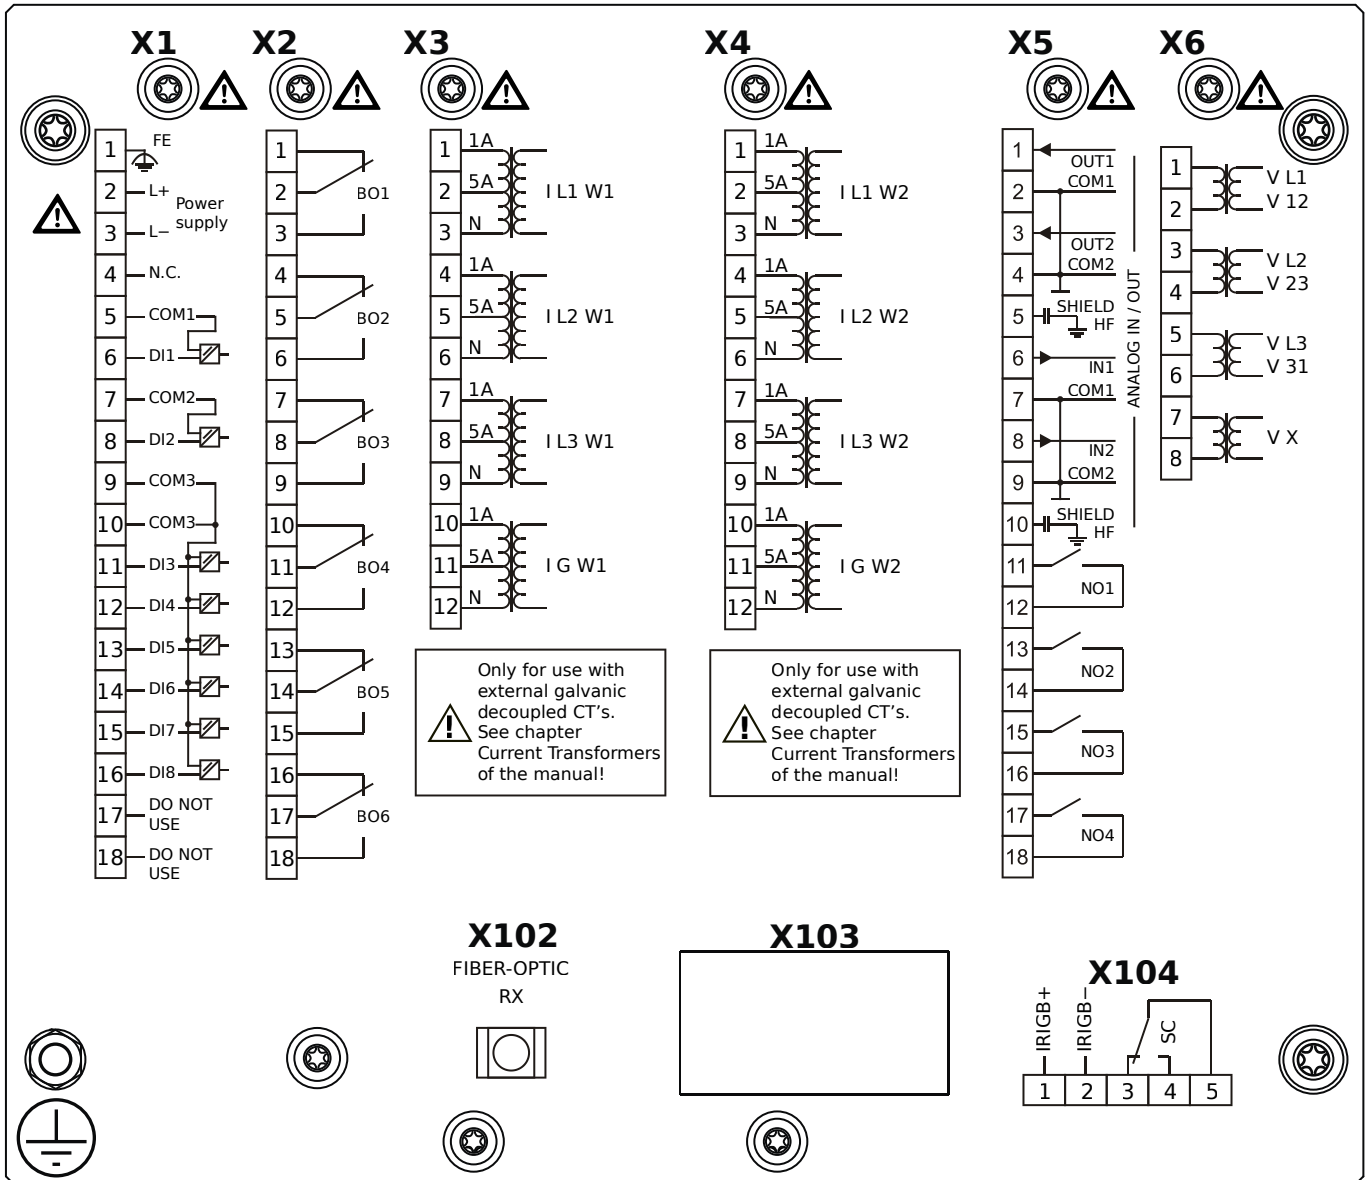 X1
X2
X3
X4
X5
X6
1
FE
2
L+
Power
supply
3
L−
4
N.C.
5
COM1
6
DI1
7
COM2
8
DI2
9
COM3
10
COM3
11
DI3
12
DI4
13
DI5
14
DI6
15
DI7
16
DI8
17
DO NOT
USE
18
DO NOT
USE
1
2
BO1
3
4
5
BO2
6
7
8
BO3
9
10
11
BO4
12
13
14
BO5
15
16
17
BO6
18
1
1A
2
5A
I L1 W1
3
N
4
1A
5
5A
I L2 W1
6
N
7
1A
8
5A
I L3 W1
9
N
10
1A
11
5A
I G W1
12
N
Only for use with
external galvanic
decoupled CT's.
See chapter
Current Transformers
of the manual!
1
1A
2
5A
I L1 W2
3
N
4
1A
5
5A
I L2 W2
6
N
7
1A
8
5A
I L3 W2
9
N
10
1A
11
5A
I G W2
12
N
Only for use with
external galvanic
decoupled CT's.
See chapter
Current Transformers
of the manual!
1
OUT1
2
COM1
3
OUT2
4
COM2
5
SHIELD
HF
6
IN1
7
COM1
8
IN2
9
COM2
10
SHIELD
HF
ANALOG IN / OUT
11
NO1
12
13
NO2
14
15
NO3
16
17
NO4
18
1
V L1
2
V 12
3
V L2
4
V 23
5
V L3
6
V 31
7
V X
8
X102
FIBER-OPTIC
RX
X103
X104
IRIGB+
IRIGB−
SC
1 2 3 4 5